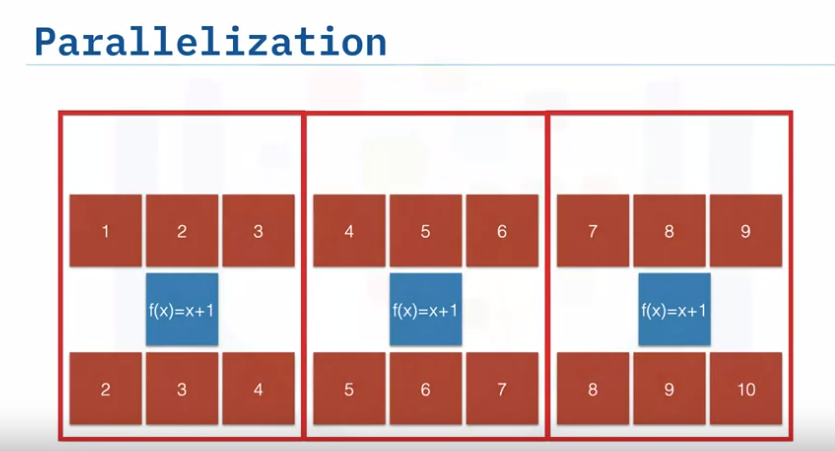 Parallelization
1 2 3 4 5 6 7 8 9
f(x)=x+1 f(x)=x+1 f(x)=x+1
2 3 4 5 6 7 8 9 10